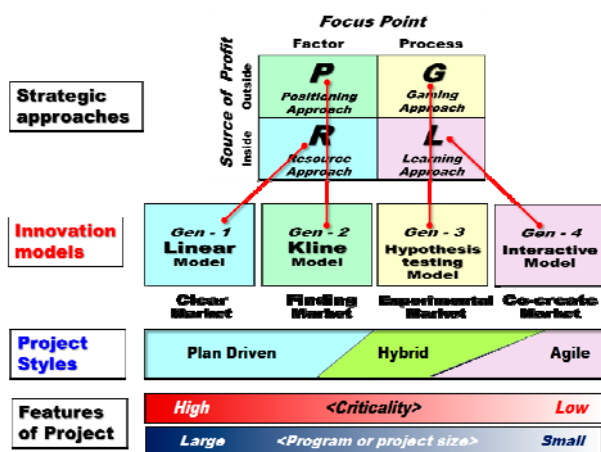 Focus Point
Factor
Process
Source of Profit
Outside
Inside
P
Positioning
Approach
G
Gaming
Approach
R
Resource
Approach
L
Learning
Approach
Strategic
approaches
Innovation
models
Gen - 1
Linear
Model
Gen - 2
Kline
Model
Gen - 3
Hypothesis
testing
Model
Gen - 4
Interactive
Model
Clear
Market
Finding
Market
Experimental
Market
Co-create
Market
Project
Styles
Plan Driven
Hybrid
Agile
Features
of Project
High
<Criticality>
Low
Large
<Program or project size>
Small